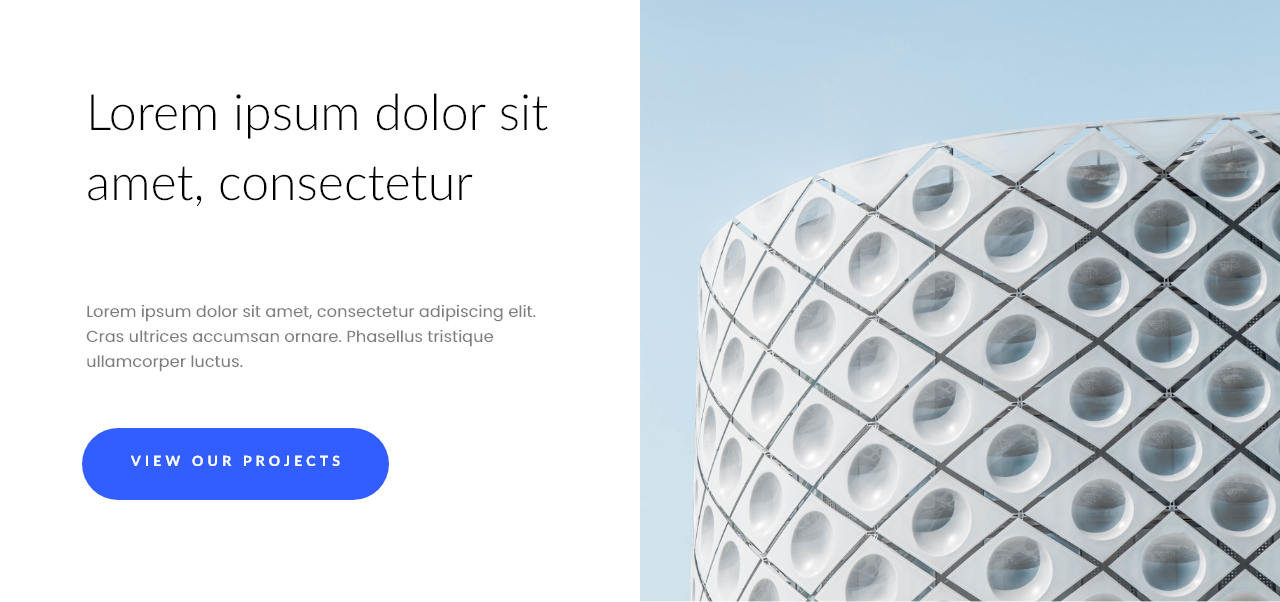 Lorem ipsum dolor sit
amet, consectetur
Lorem ipsum dolor sit amet, consectetur adipiscing elit.
Cras ultrices accumsan ornare. Phasellus tristique
ullamcorper luctus.
VIEW OUR PROJECTS